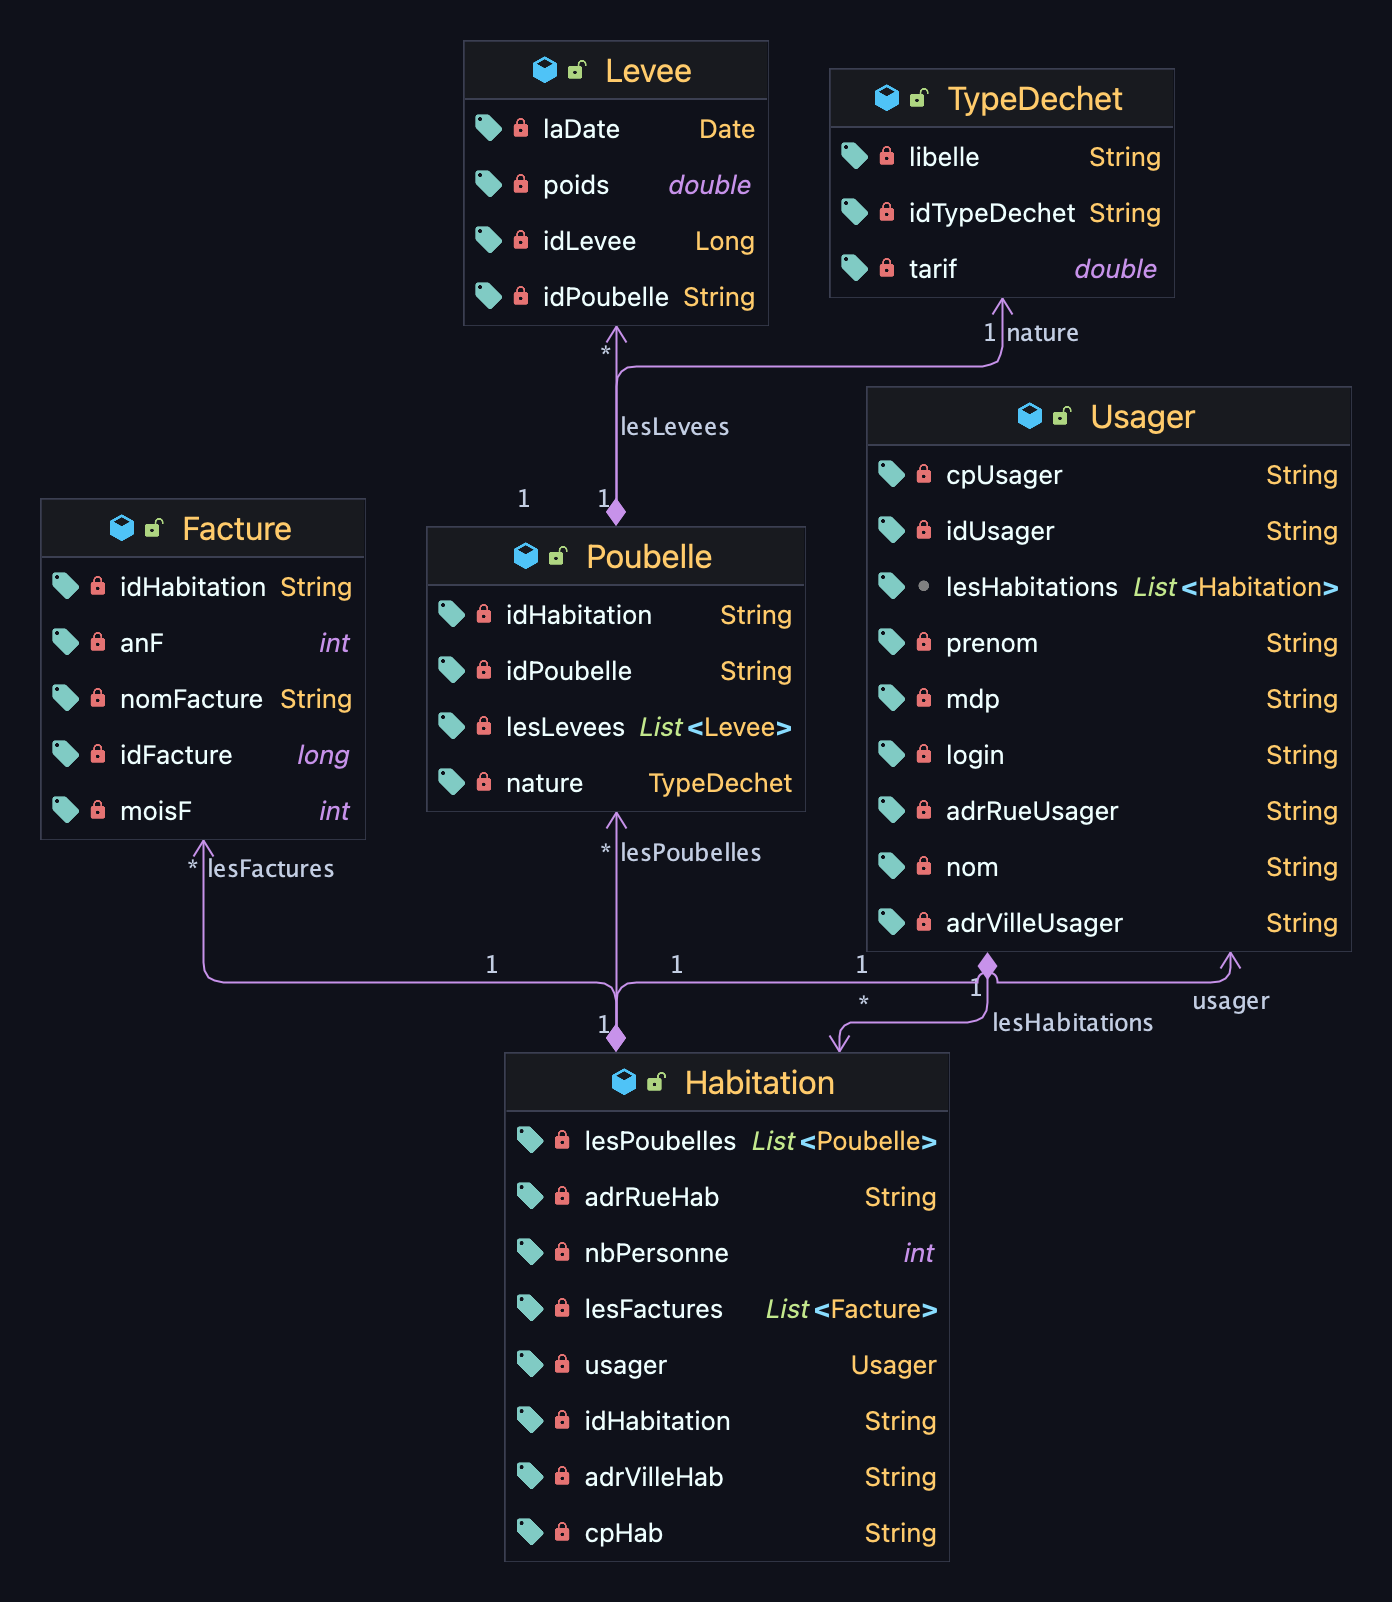 Levee
laDate Date
poids double
idLevee Long
idPoubelle String
TypeDechet
libelle String
idTypeDechet String
tarif double
* 
1 nature
lesLevees
1 1
Usager
cpUsager String
idUsager String
lesHabitations List<Habitation>
prenom String
mdp String
login String
adrRueUsager String
nom String
adrVilleUsager String
Facture
idHabitation String
anF int
nomFacture String
idFacture long
moisF int
Poubelle
idHabitation String
idPoubelle String
lesLevees List<Levee>
nature TypeDechet
* lesFactures
* lesPoubelles
1 1 1
1
* 
usager
1
lesHabitations
Habitation
lesPoubelles List<Poubelle>
adrRueHab String
nbPersonne int
lesFactures List<Facture>
usager Usager
idHabitation String
adrVilleHab String
cpHab String